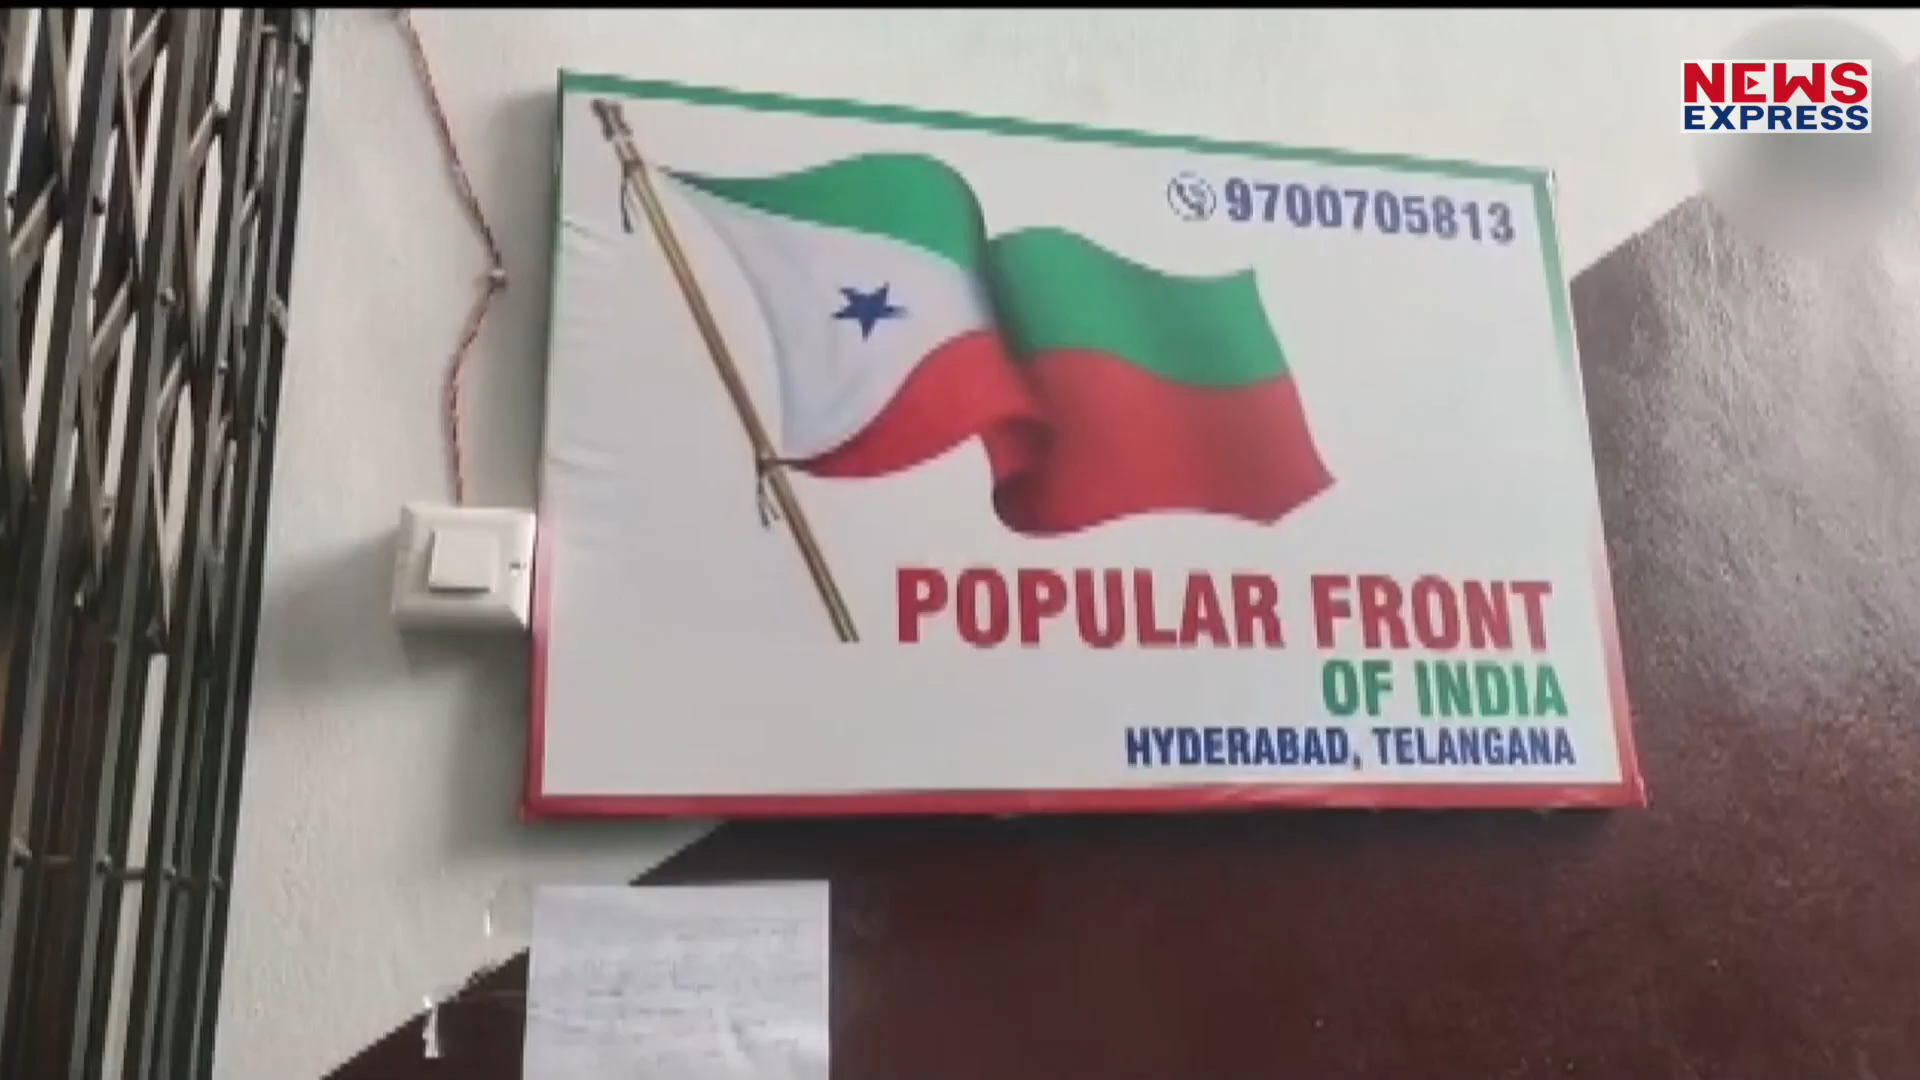 NEWS
EXPRESS
9700705813
POPULAR FRONT
OF INDIA
HYDERABAD, TELANGANA